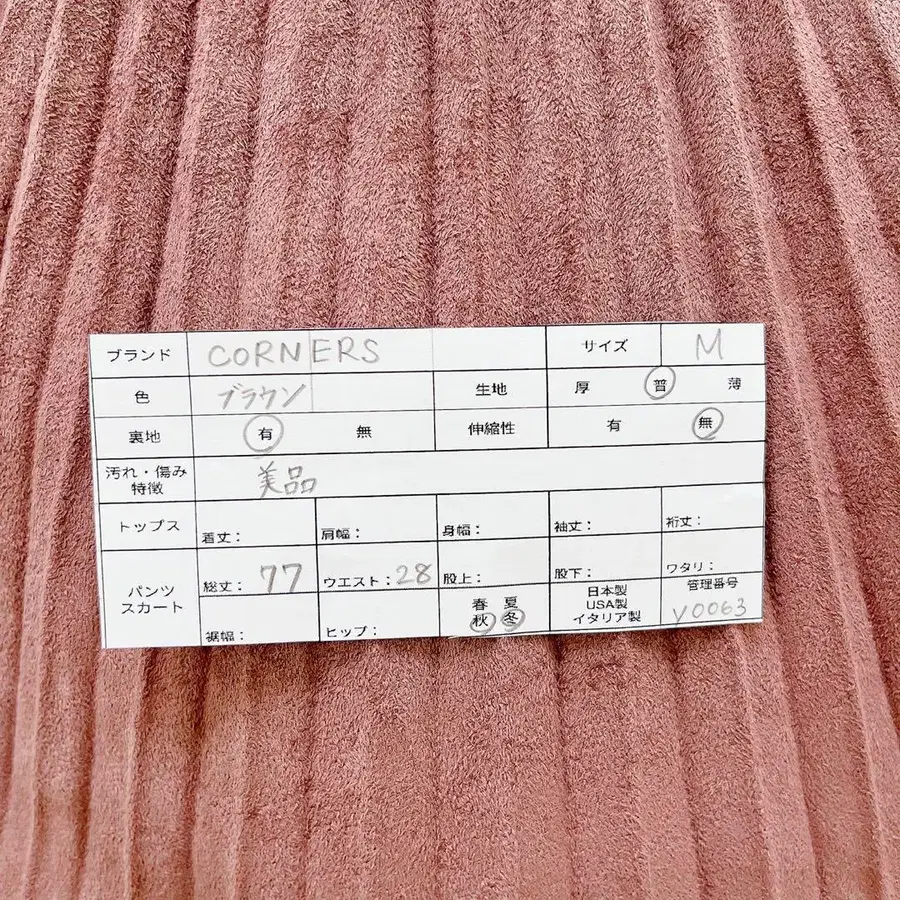 ブランド CORNERS サイズ M
色 ブラウン 生地 厚 普 薄
裏地 有 無 伸縮性 有 無
汚れ・傷み
特徴 美品
トップス 着丈: 肩幅: 身幅: 袖丈: 裄丈:
パンツ
スカート 総丈:77 ウエスト:28 股上: 股下: ワタリ:
裾幅: ヒップ: 春 夏
秋 冬
日本製
USA製
イタリア製
管理番号
y0063